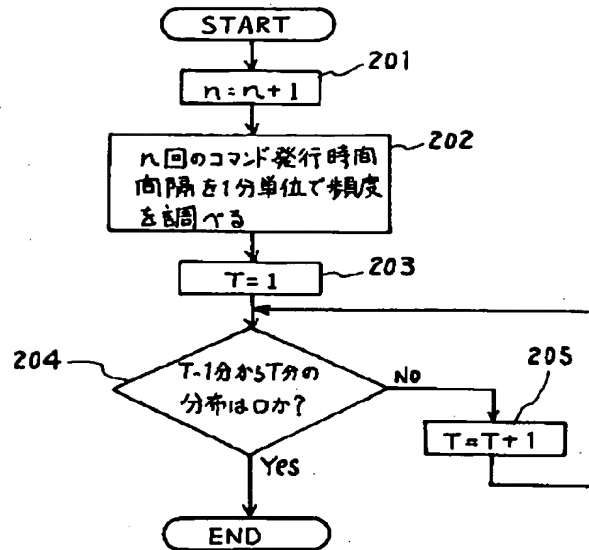 START
201
n=n+1
202
n回のコマンド発行時間
間隔を1分単位で頻度
を調べる
203
T=1
204
T-1分からT分の
分布は0か?
NO
205
T=T+1
Yes
END